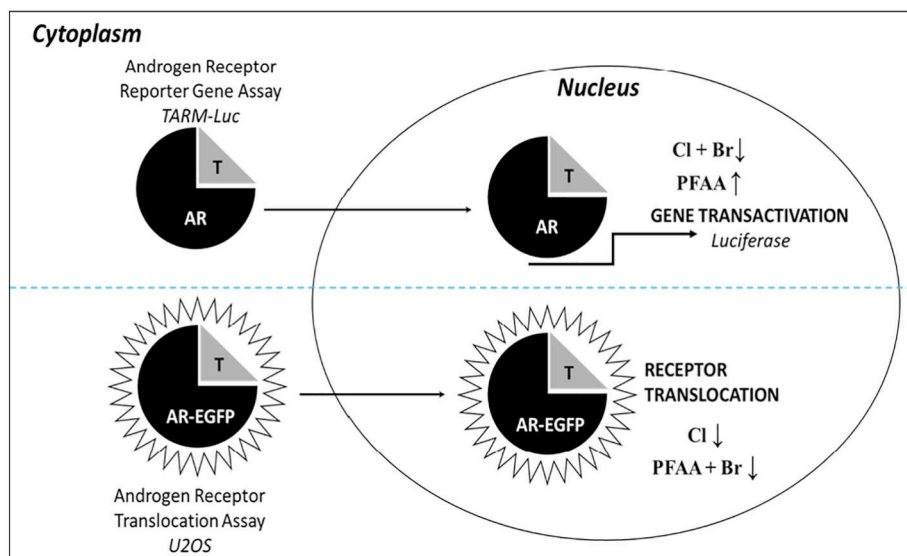 Cytoplasm
Androgen Receptor
Reporter Gene Assay
TARM-Luc
T
AR
Nucleus
T
AR
Cl + Br ↓
PFAA ↑
GENE TRANSACTIVATION
Luciferase
T
AR-EGFP
Androgen Receptor
Translocation Assay
U2OS
T
AR-EGFP
RECEPTOR
TRANSLOCATION
Cl ↓
PFAA + Br ↓